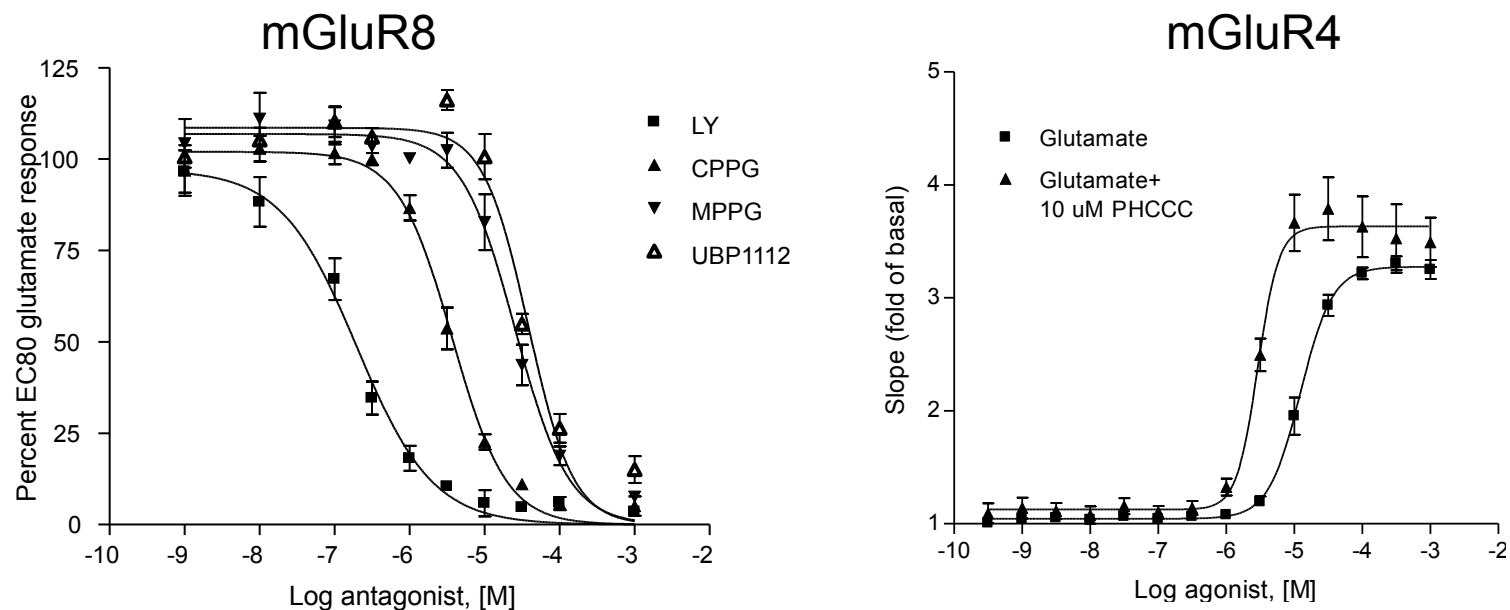 mGluR8
Percent EC80 glutamate response
125
100
75
50
25
0
-10
-9
-8
-7
-6
-5
-4
-3
-2
Log antagonist, [M]
LY
CPPG
MPPG
UBP1112
mGluR4
Slope (fold of basal)
5
4
3
2
1
-10
-9
-8
-7
-6
-5
-4
-3
-2
Log agonist, [M]
Glutamate
Glutamate+
10 uM PHCCC